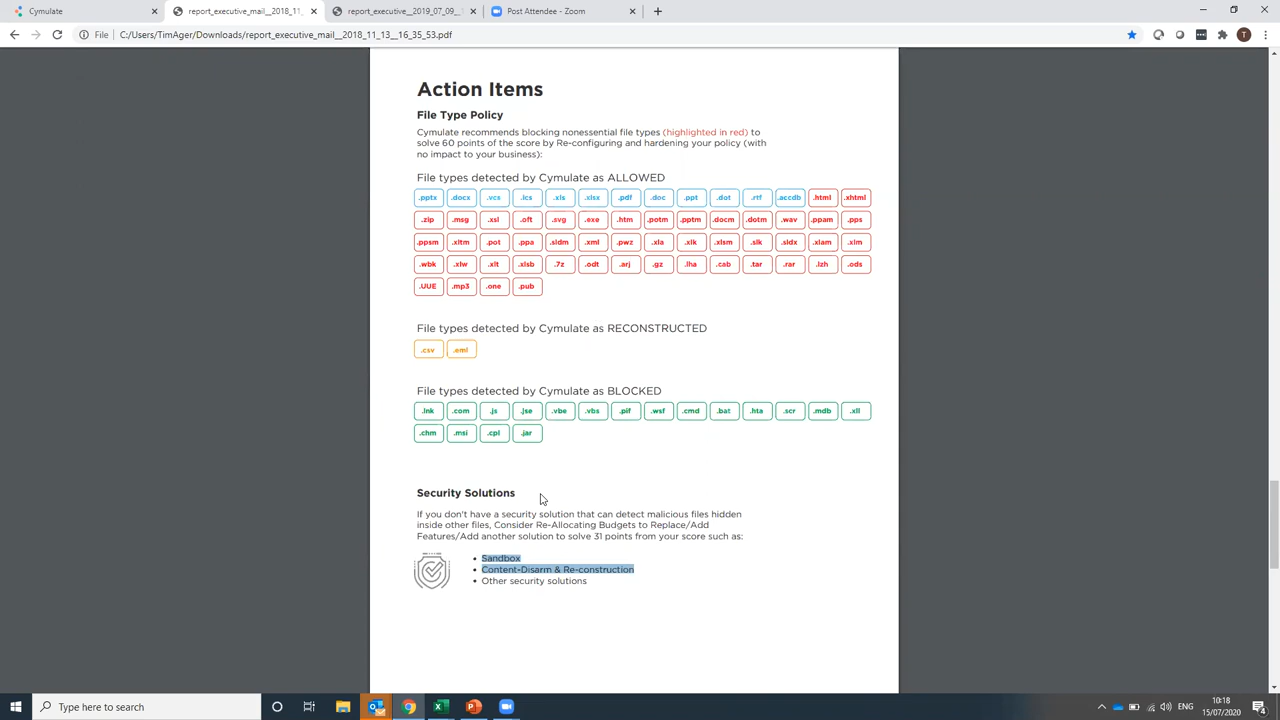 Cymulate
report_executive_mail__2018_11_
report_executive__2019_07_09__1
Post Attendee - Zoom
File
C:/Users/TimAger/Downloads/report_executive_mail__2018_11_13__16_35_53.pdf
T
Action Items
File Type Policy
Cymulate recommends blocking nonessential file types (highlighted in red) to
solve 60 points of the score by Re-configuring and hardening your policy (with
no impact to your business):
File types detected by Cymulate as ALLOWED
.pptx .docx .vcx .ics .xls .xlsx .pdf .doc .ppt .dot .rtf .accdb .html .xhtml
.zip .msg .xsl .oft .svg .exe .htm .potm .pptm .docm .dotm .wav .ppam .pps
.ppsm .xltm .pot .ppa .sldm .xml .pwz .xla .xlk .xlsm .slk .sldx .xlam .xlm
.wbk .xlw .xlt .xlsb .7z .odt .arj .gz .lha .cab .tar .rar .lzh .ods
.UUE .mp3 .one .pub
File types detected by Cymulate as RECONSTRUCTED
.csv .eml
File types detected by Cymulate as BLOCKED
.lnk .com .js .jse .vbe .vbs .pif .wsf .cmd .bat .hta .scr .mdb .xll
.chm .msi .cpl .jar
Security Solutions
If you don't have a security solution that can detect malicious files hidden
inside other files, Consider Re-Allocating Budgets to Replace/Add
Features/Add another solution to solve 31 points from your score such as:
• Sandbox
• Content-Disarm & Re-construction
• Other security solutions
Type here to search
ENG
10:18
15/07/2020
4